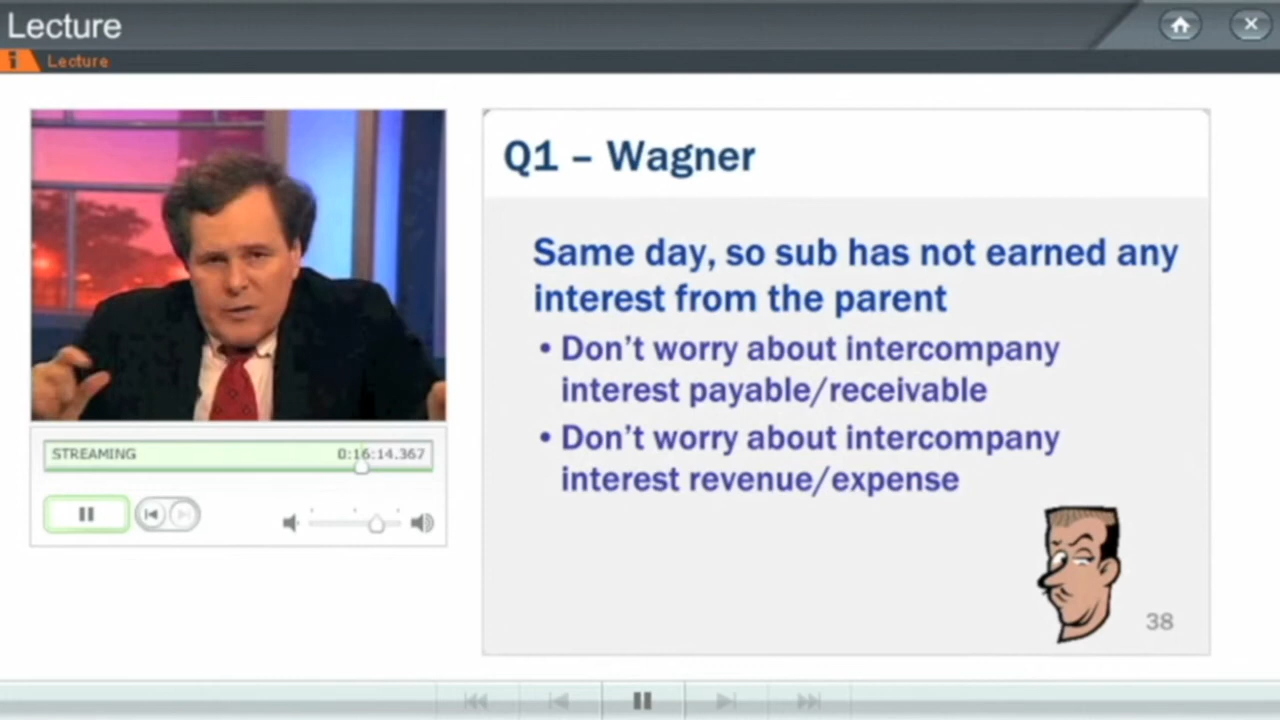 Lecture
i Lecture
Q1 – Wagner
Same day, so sub has not earned any
interest from the parent
• Don't worry about intercompany
interest payable/receivable
• Don't worry about intercompany
interest revenue/expense
STREAMING 0:16:14.367
38